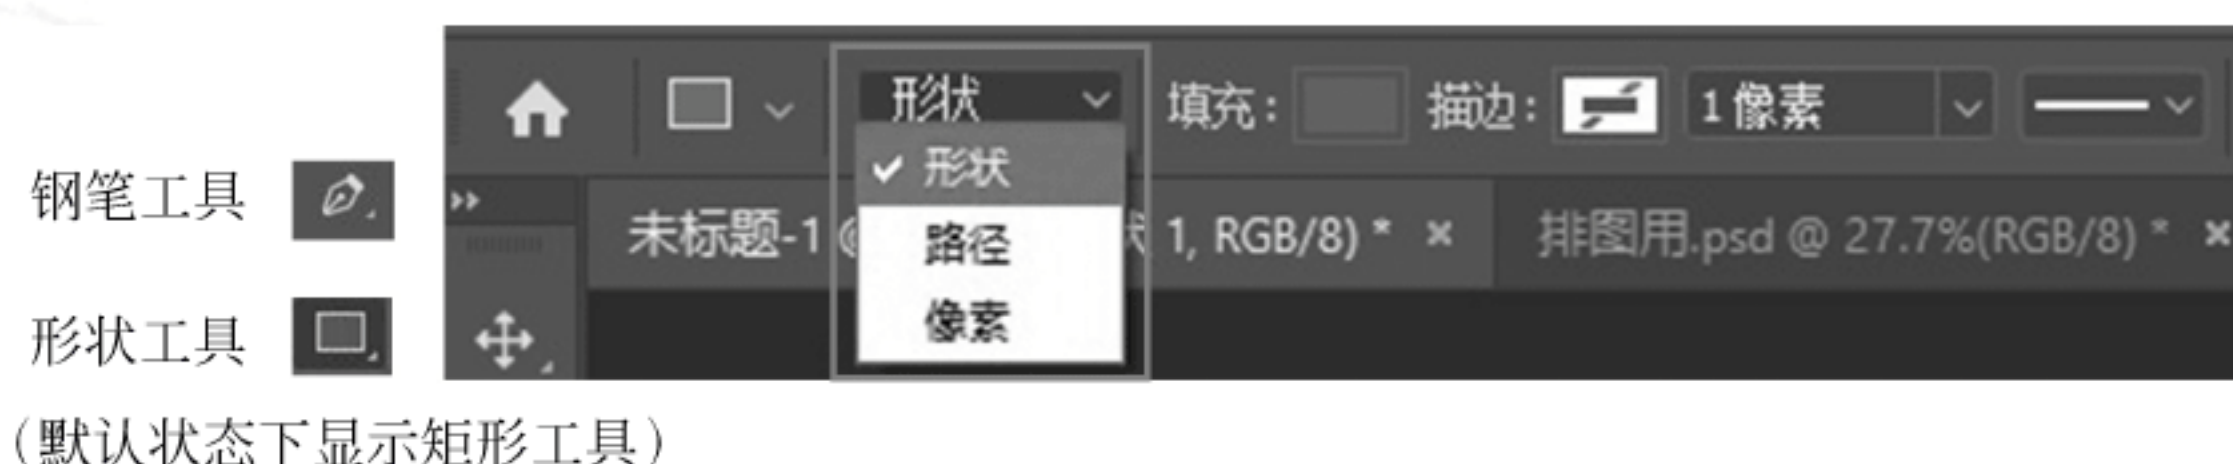 形状 填充： 描边： 1 像素
形状
钢笔工具
未标题-1 @ 状 1, RGB/8) * × 排图用.psd @ 27.7%(RGB/8) * ×
路径
像素
形状工具
（默认状态下显示矩形工具）